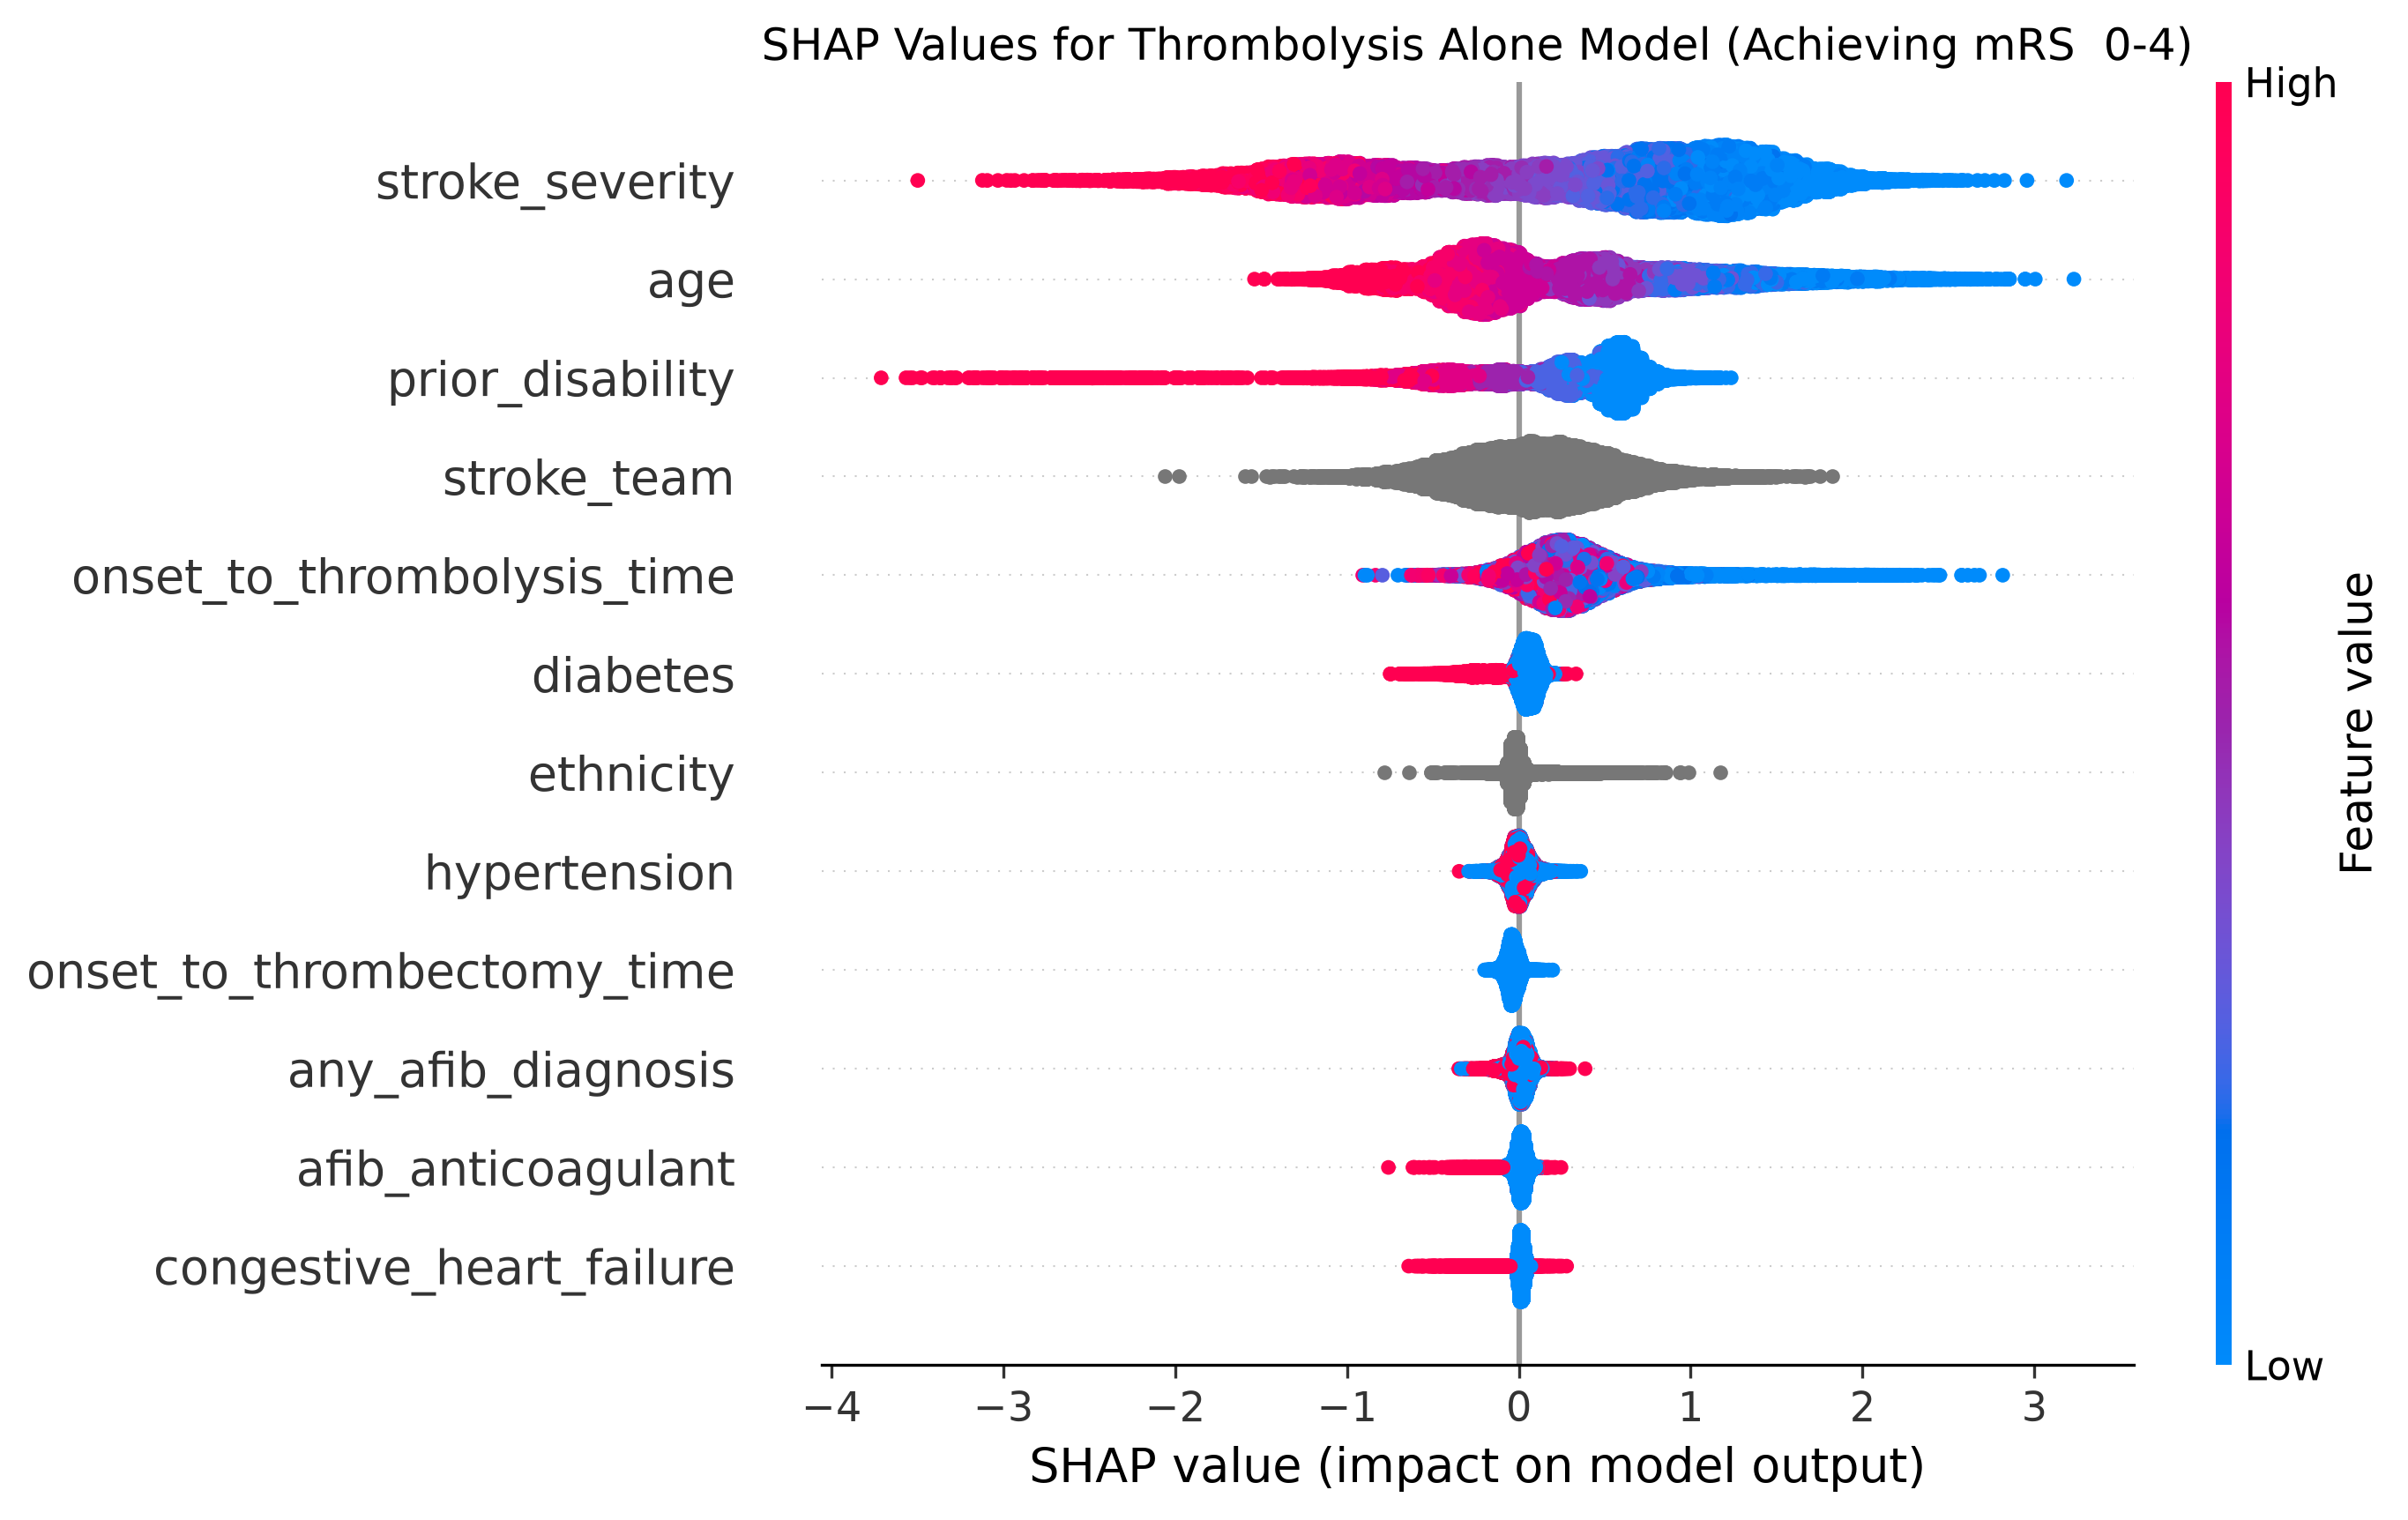 SHAP Values for Thrombolysis Alone Model (Achieving mRS  0-4)
High
stroke_severity
age
prior_disability
stroke_team
onset_to_thrombolysis_time
diabetes
ethnicity
hypertension
onset_to_thrombectomy_time
any_afib_diagnosis
afib_anticoagulant
congestive_heart_failure
Feature value
Low
−4 −3 −2 −1 0 1 2 3
SHAP value (impact on model output)